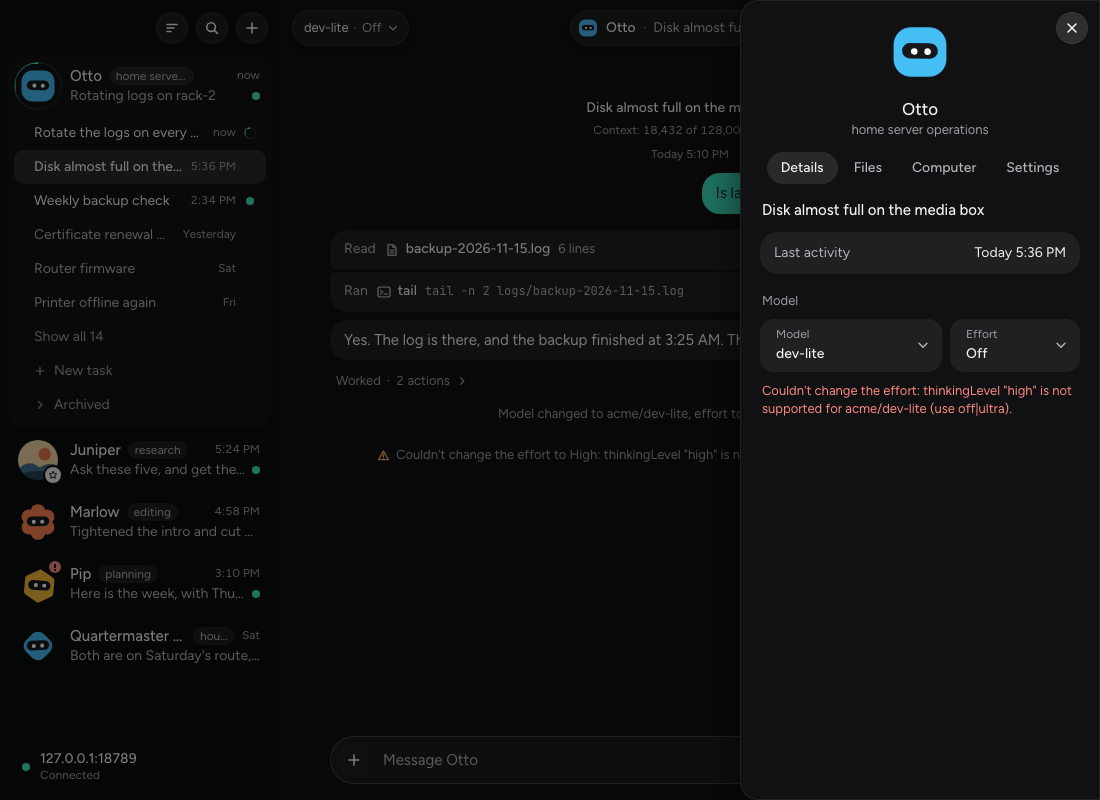 Otto
home serve...
now
Rotating logs on rack-2
Rotate the logs on every ...
now
Disk almost full on the...
5:36 PM
Weekly backup check
2:34 PM
Certificate renewal ...
Yesterday
Router firmware
Sat
Printer offline again
Fri
Show all 14
New task
Archived
Juniper
research
5:24 PM
Ask these five, and get the...
Marlow
editing
4:58 PM
Tightened the intro and cut ...
Pip
planning
3:10 PM
Here is the week, with Thu...
Quartermaster ...
hou...
Sat
Both are on Saturday's route,...
127.0.0.1:18789
Connected
dev-lite · Off
Otto · Disk almost fu
Disk almost full on the m
Context: 18,432 of 128,00
Today 5:10 PM
Is la
Read backup-2026-11-15.log 6 lines
Ran tail tail -n 2 logs/backup-2026-11-15.log
Yes. The log is there, and the backup finished at 3:25 AM. Th
Worked · 2 actions
Model changed to acme/dev-lite, effort to
Couldn't change the effort to High: thinkingLevel "high" is n
Message Otto
Otto
home server operations
Details
Files
Computer
Settings
Disk almost full on the media box
Last activity
Today 5:36 PM
Model
Model
dev-lite
Effort
Off
Couldn't change the effort: thinkingLevel "high" is not
supported for acme/dev-lite (use off|ultra).